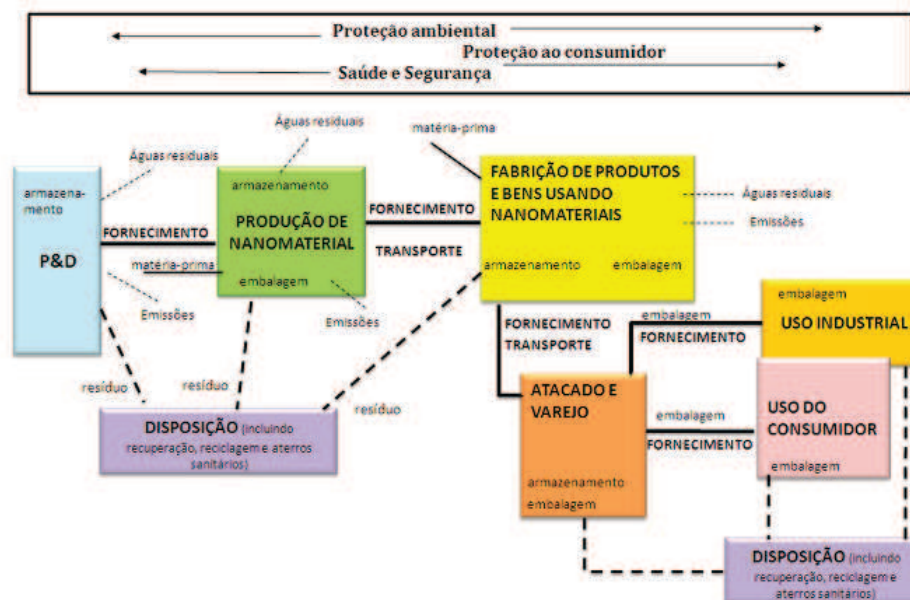 Proteção ambiental
Proteção ao consumidor
Saúde e Segurança
Águas residuais
armazena-
mento
P&D
Emissões
FORNECIMENTO
matéria-prima
Águas residuais
armazenamento
PRODUÇÃO DE
NANOMATERIAL
embalagem
Emissões
FORNECIMENTO
TRANSPORTE
matéria-prima
FABRIÇÃO DE PRODUTOS
E BENS USANDO
NANOMATERIAIS
armazenamento
embalagem
Águas residuais
Emissões
resíduo
resíduo
resíduo
DISPOSIÇÃO (incluindo
recuperação, reciclagem e aterros
sanitários)
FORNECIMENTO
TRANSPORTE
ATACADO E
VAREJO
armazenamento
embalagem
embalagem
FORNECIMENTO
embalagem
USO INDUSTRIAL
embalagem
FORNECIMENTO
USO DO
CONSUMIDOR
embalagem
DISPOSIÇÃO (incluindo
recuperação, reciclagem e
aterros sanitários)